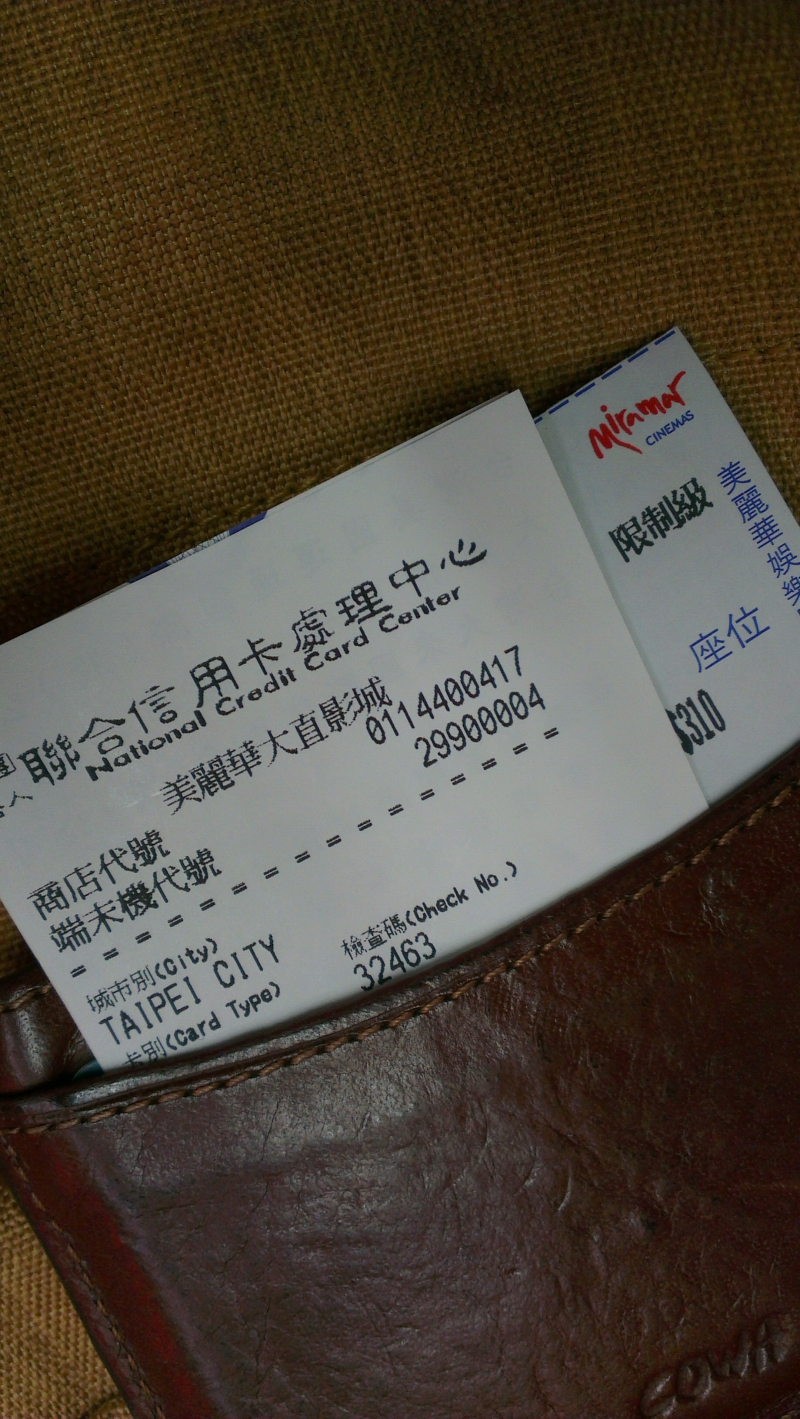 聯合信用卡處理中心
National Credit Card Center
美麗華大直影城
商店代號 0114400417
端末機代號 29900004
= = = = = = = = = = = = = = = = =
城市別(City) 檢查碼(Check No.)
TAIPEI CITY 32463
卡別(Card Type)
miramar
CINEMAS
限制級
美麗華娛樂
座位
$310